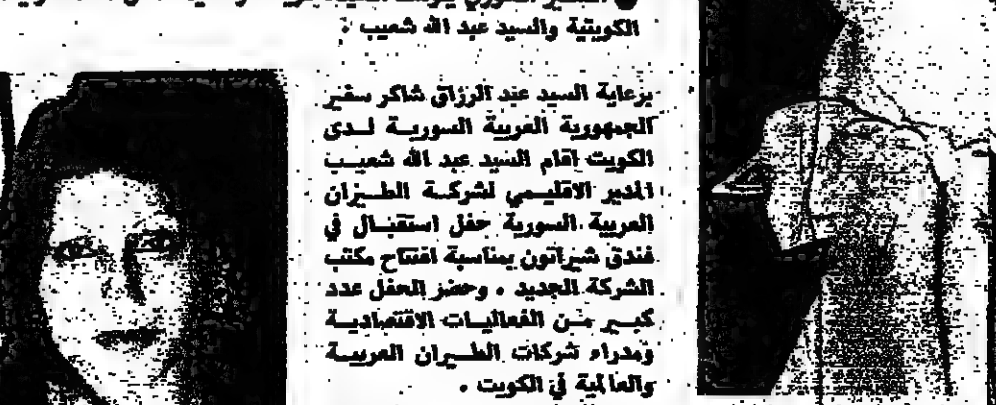 الكويتية والسيد عبد الله شعيب .
برعاية السيد عبد الرزاق شاكر سفير
الجمهورية العربية السورية لدى
الكويت اقام السيد عبد الله شعيب
المدير الاقليمي لشركة الطيران
العربية السورية حفل استقبال في
فندق شيراتون بمناسبة افتتاح مكتب
الشركة الجديد . وحضر الحفل عدد
كبير من الفعاليات الاقتصادية
ومدراء شركات الطيران العربية
والعالمية في الكويت .